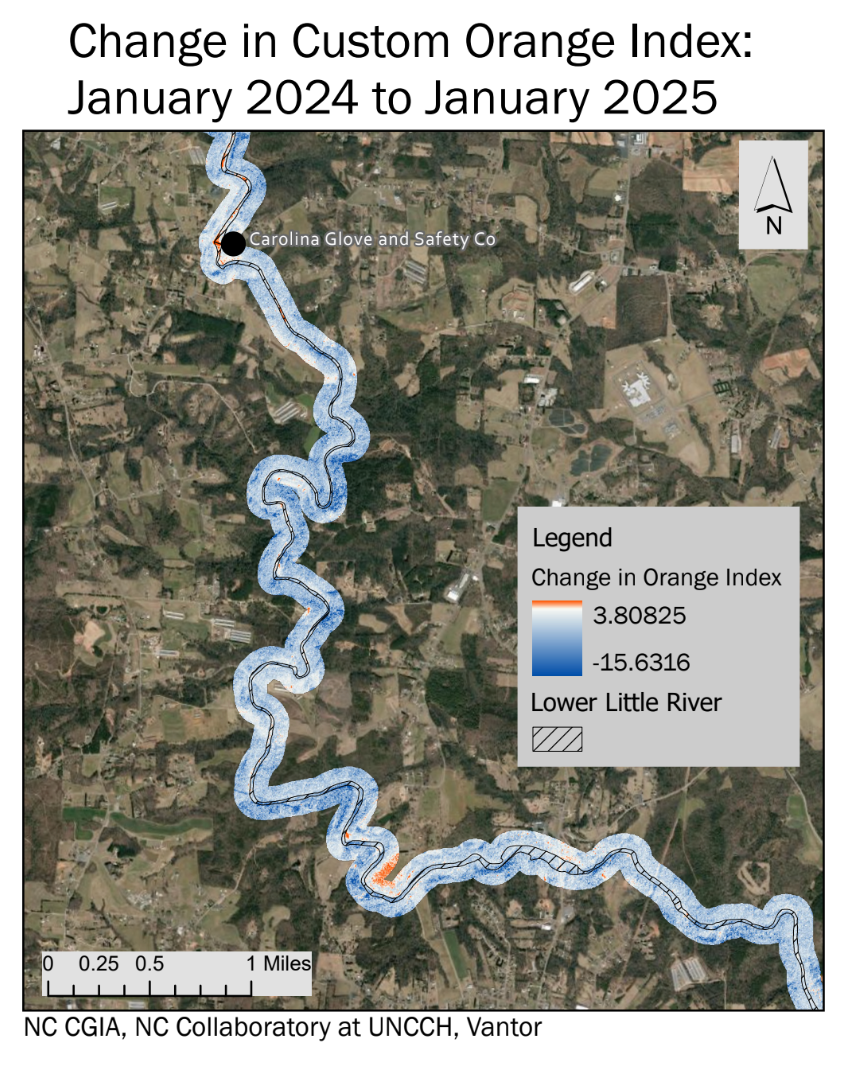 Change in Custom Orange Index:
January 2024 to January 2025
N
Carolina Glove and Safety Co
Legend
Change in Orange Index
3.80825
-15.6316
Lower Little River
0 0.25 0.5 1 Miles
NC CGIA, NC Collaboratory at UNCCH, Vantor